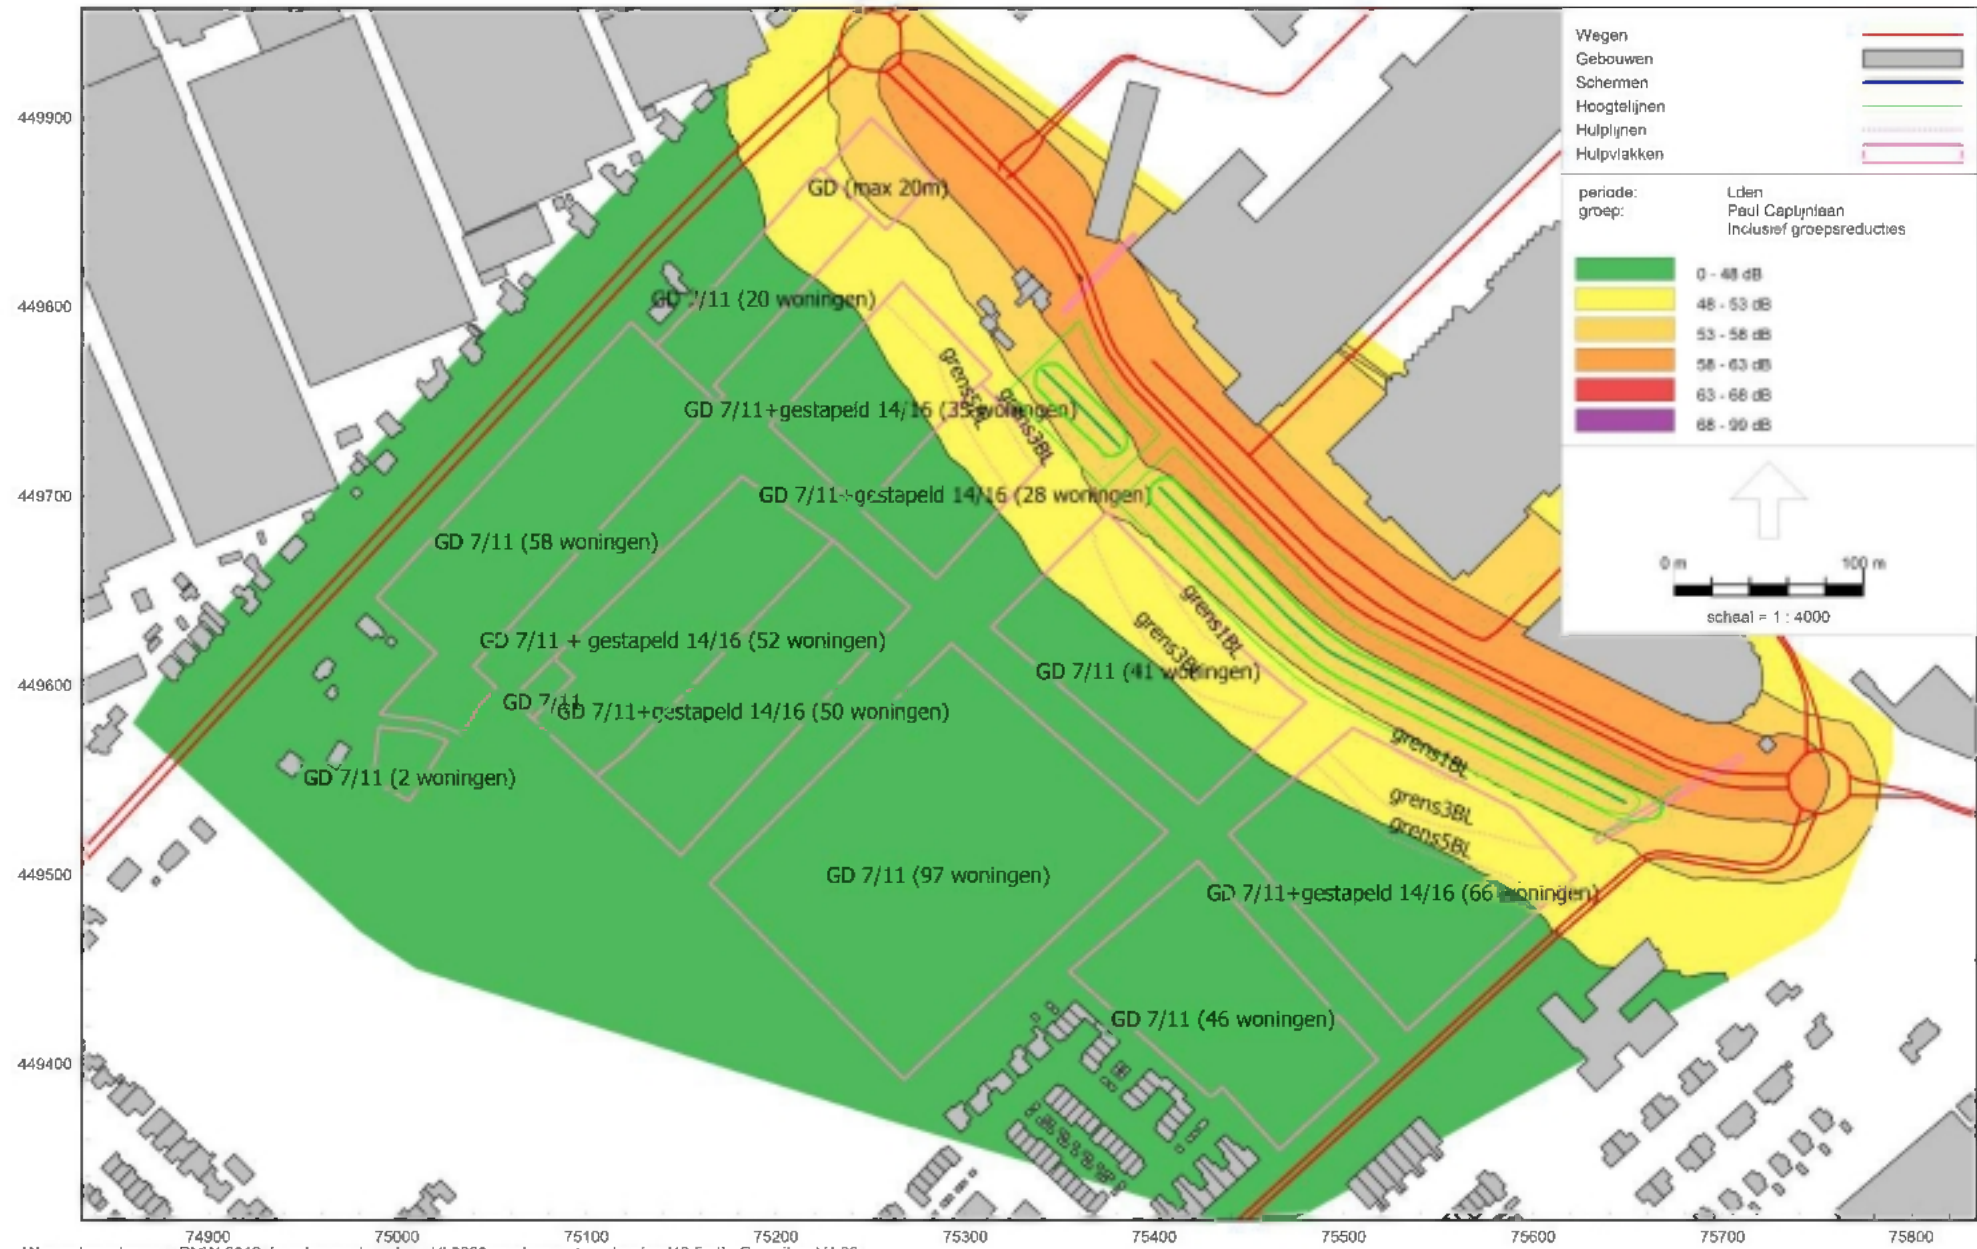 Wegen
Gebouwen
Schermen
Hoogtelijnen
Hulplijnen
Hulpvlakken
periode: Lden
groep: Paul Captijnlaan
Inclusief groepsreducties
0 - 48 dB
48 - 53 dB
53 - 58 dB
58 - 63 dB
63 - 68 dB
68 - 99 dB
0 m 100 m
schaal = 1 : 4000
449900
449800
449700
449600
449500
449400
GD (max 20m)
GD 7/11 (20 woningen)
grens5BL
grens3BL
GD 7/11+gestapeld 14/16 (35 woningen)
GD 7/11+gestapeld 14/16 (28 woningen)
GD 7/11 (58 woningen)
grens1BL
grens3BL
GD 7/11 + gestapeld 14/16 (52 woningen)
GD 7/11 (41 woningen)
GD 7/11
GD 7/11+gestapeld 14/16 (50 woningen)
grens1BL
GD 7/11 (2 woningen)
grens3BL
grens5BL
GD 7/11 (97 woningen)
GD 7/11+gestapeld 14/16 (66 woningen)
GD 7/11 (46 woningen)
74900 75000 75100 75200 75300 75400 75500 75600 75700 75800